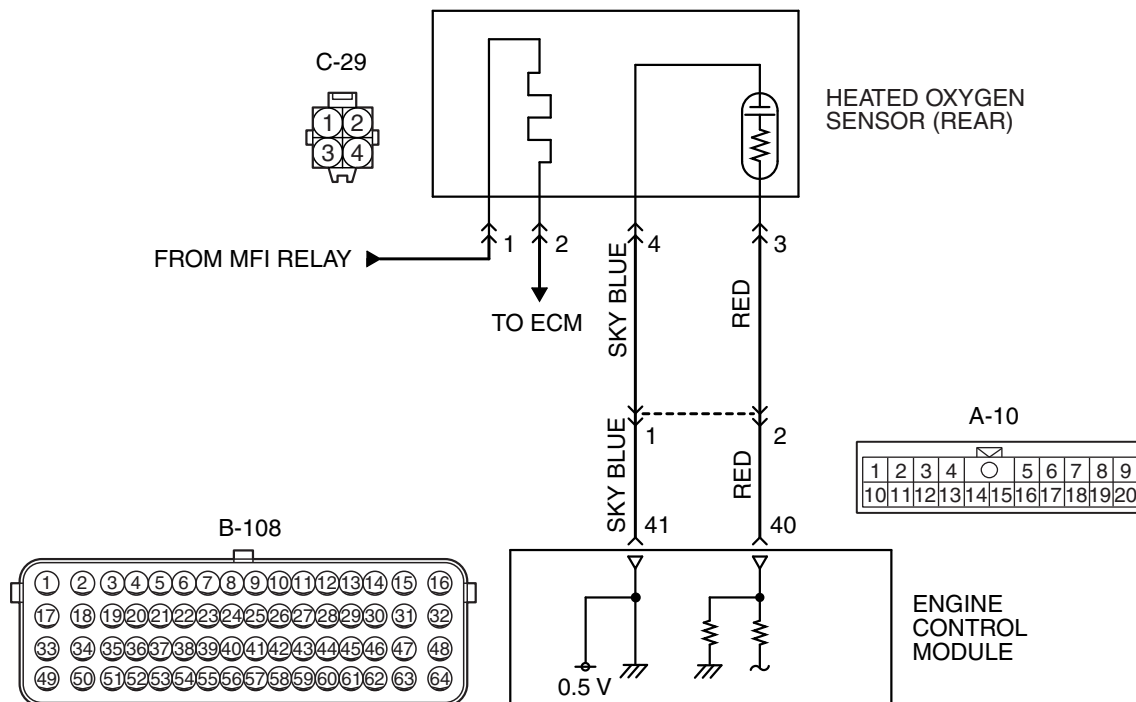 C-29
1 2
3 4
HEATED OXYGEN
SENSOR (REAR)
1 2 4 3
FROM MFI RELAY
TO ECM
SKY BLUE
RED
1 2
SKY BLUE
RED
41 40
A-10
1 2 3 4 5 6 7 8 9
10 11 12 13 14 15 16 17 18 19 20
B-108
1 2 3 4 5 6 7 8 9 10 11 12 13 14 15 16
17 18 19 20 21 22 23 24 25 26 27 28 29 30 31 32
33 34 35 36 37 38 39 40 41 42 43 44 45 46 47 48
49 50 51 52 53 54 55 56 57 58 59 60 61 62 63 64
0.5 V
ENGINE
CONTROL
MODULE